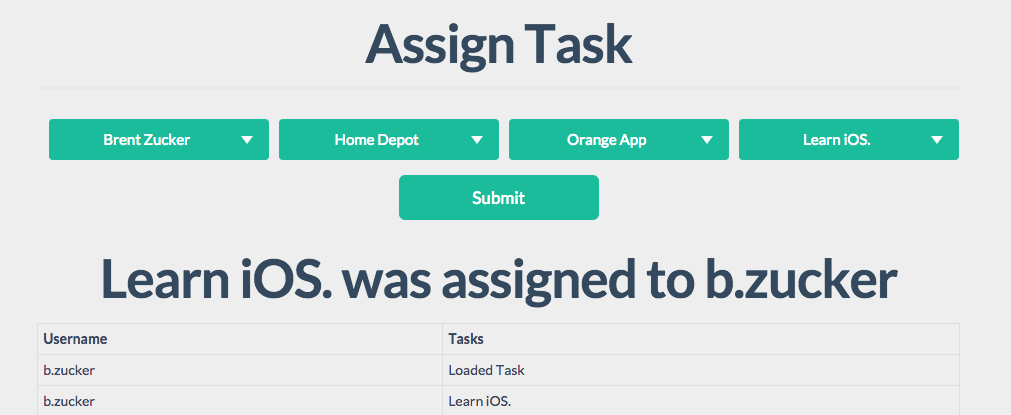 Assign Task
Brent Zucker Home Depot Orange App Learn iOS.
Submit
Learn iOS. was assigned to b.zucker
Username Tasks
b.zucker Loaded Task
b.zucker Learn iOS.